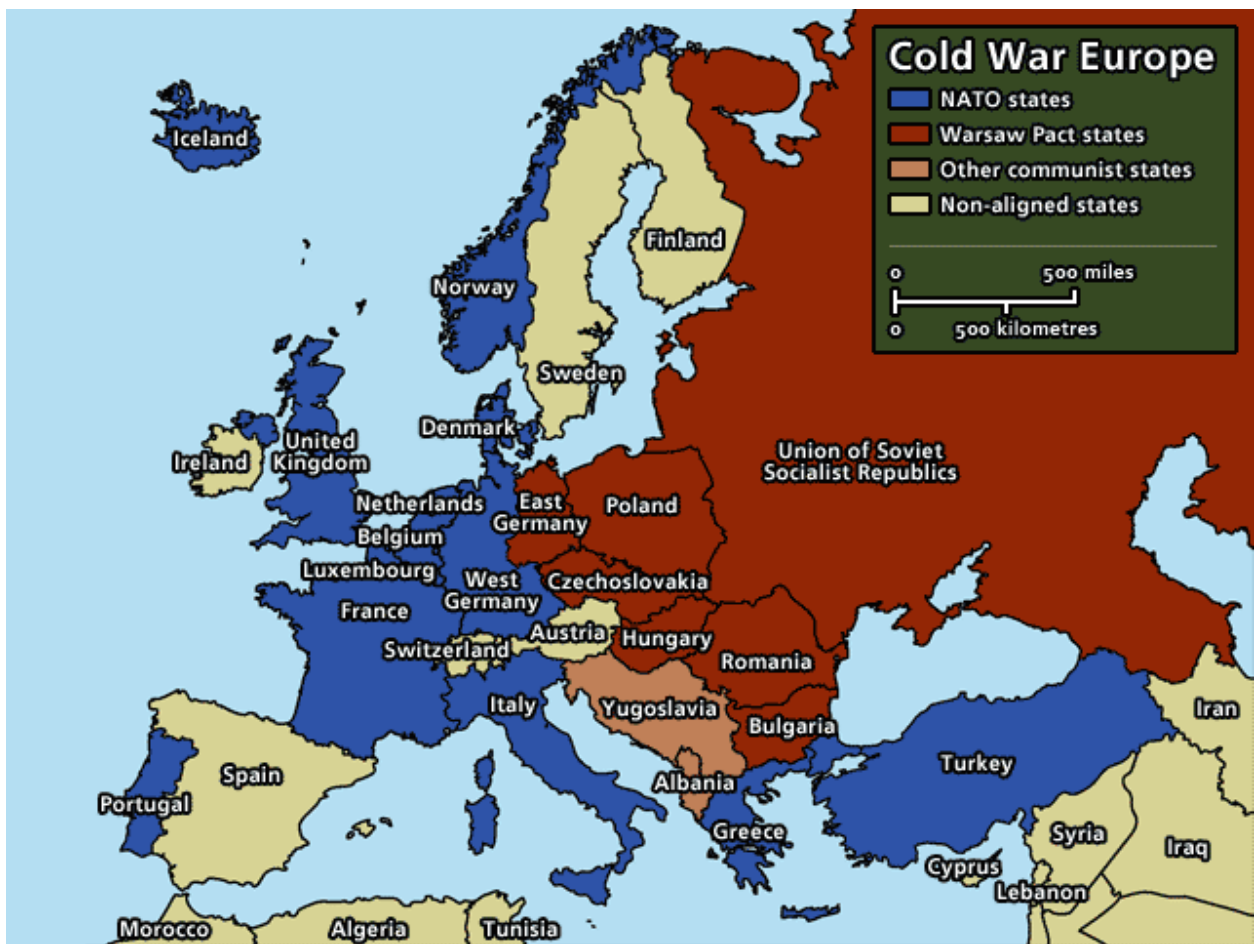 Cold War Europe
NATO states
Warsaw Pact states
Other communist states
Non-aligned states
0 500 miles
0 500 kilometres
Iceland
Finland
Norway
Sweden
Denmark
United
Kingdom
Ireland
Union of Soviet
Socialist Republics
Netherlands
East
Germany
Poland
Belgium
Luxembourg
West
Germany
Czechoslovakia
France
Austria
Hungary
Switzerland
Romania
Italy
Yugoslavia
Bulgaria
Iran
Spain
Portugal
Albania
Turkey
Greece
Syria
Iraq
Cyprus
Lebanon
Morocco
Algeria
Tunisia